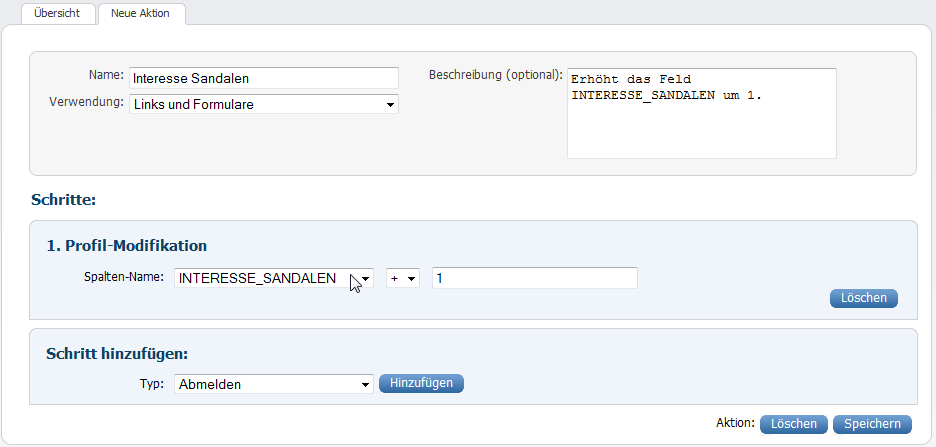 Übersicht
Neue Aktion
Name: Interesse Sandalen
Verwendung: Links und Formulare
Beschreibung (optional): Erhöht das Feld
INTERESSE_SANDALEN um 1.
Schritte:
1. Profil-Modifikation
Spalten-Name: INTERESSE_SANDALEN + 1
Löschen
Schritt hinzufügen:
Typ: Abmelden Hinzufügen
Aktion: Löschen Speichern